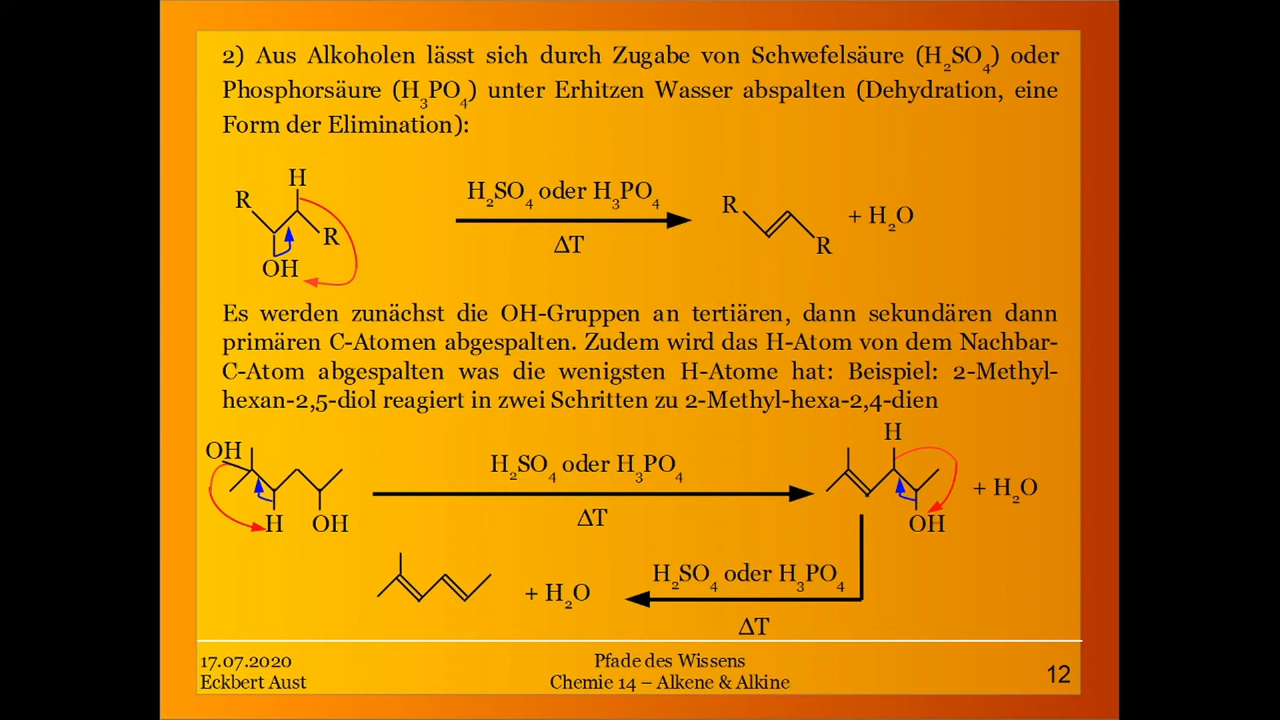 2) Aus Alkoholen lässt sich durch Zugabe von Schwefelsäure (H₂SO₄) oder
Phosphorsäure (H₃PO₄) unter Erhitzen Wasser abspalten (Dehydration, eine
Form der Elimination):
H
R
R
OH
H₂SO₄ oder H₃PO₄
ΔT
R
R
+ H₂O
Es werden zunächst die OH-Gruppen an tertiären, dann sekundären dann
primären C-Atomen abgespalten. Zudem wird das H-Atom von dem Nachbar-
C-Atom abgespalten was die wenigsten H-Atome hat: Beispiel: 2-Methyl-
hexan-2,5-diol reagiert in zwei Schritten zu 2-Methyl-hexa-2,4-dien
OH
H
OH
H₂SO₄ oder H₃PO₄
ΔT
H
OH
+ H₂O
+ H₂O
H₂SO₄ oder H₃PO₄
ΔT
17.07.2020
Eckbert Aust
Pfade des Wissens
Chemie 14 – Alkene & Alkine
12